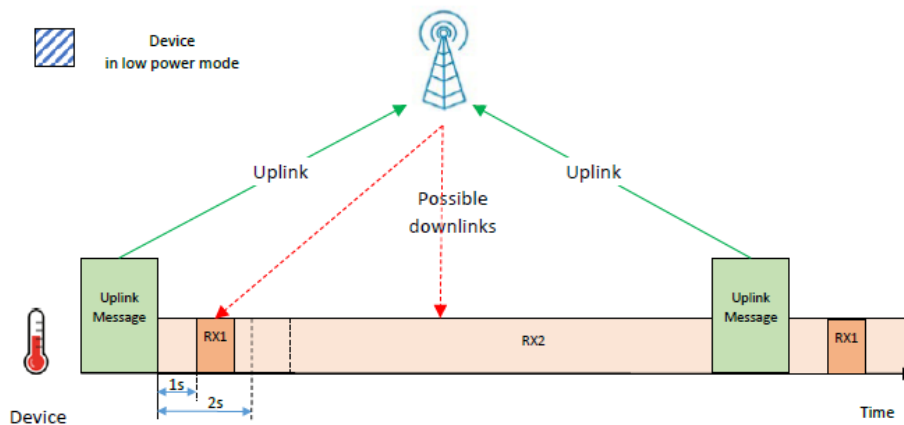 Device
in low power mode
Uplink
Uplink
Possible
downlinks
Uplink
Message
RX1
RX2
Uplink
Message
RX1
1s
2s
Device
Time